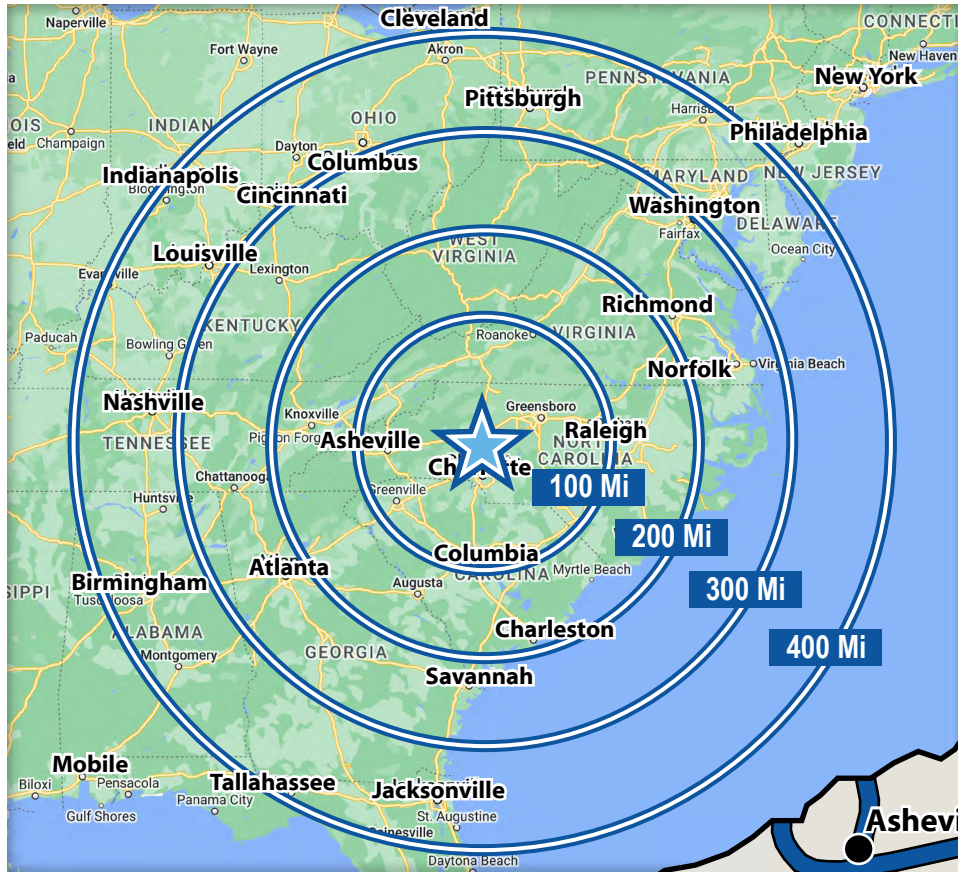 Cleveland
Naperville
CONNECTI
Fort Wayne
Akron
New Haven
PENNSYLVANIA
New York
Pittsburgh
Harrisburg
OIS
INDIANA
OHIO
eld
Champaign
Philadelphia
Dayton
Columbus
Indianapolis
Bloomington
Cincinnati
MARYLAND
NEW JERSEY
Washington
Fairfax
DELAWARE
Louisville
WEST
VIRGINIA
Ocean City
Evansville
Lexington
Richmond
KENTUCKY
Roanoke
VIRGINIA
Paducah
Bowling Green
Norfolk
Virginia Beach
Nashville
Knoxville
Greensboro
TENNESSEE
Pigeon Forg
Asheville
Raleigh
NORTH
CAROLINA
Charlotte
Chattanooga
Greenville
100 Mi
Huntsville
200 Mi
Columbia
CAROLINA
Atlanta
Myrtle Beach
Birmingham
Augusta
300 Mi
SIPPI
Tuscaloosa
ALABAMA
Charleston
400 Mi
Montgomery
GEORGIA
Savannah
Mobile
Biloxi
Pensacola
Tallahassee
Jacksonville
Panama City
Gulf Shores
St. Augustine
Gainesville
Ashevi
Daytona Beach